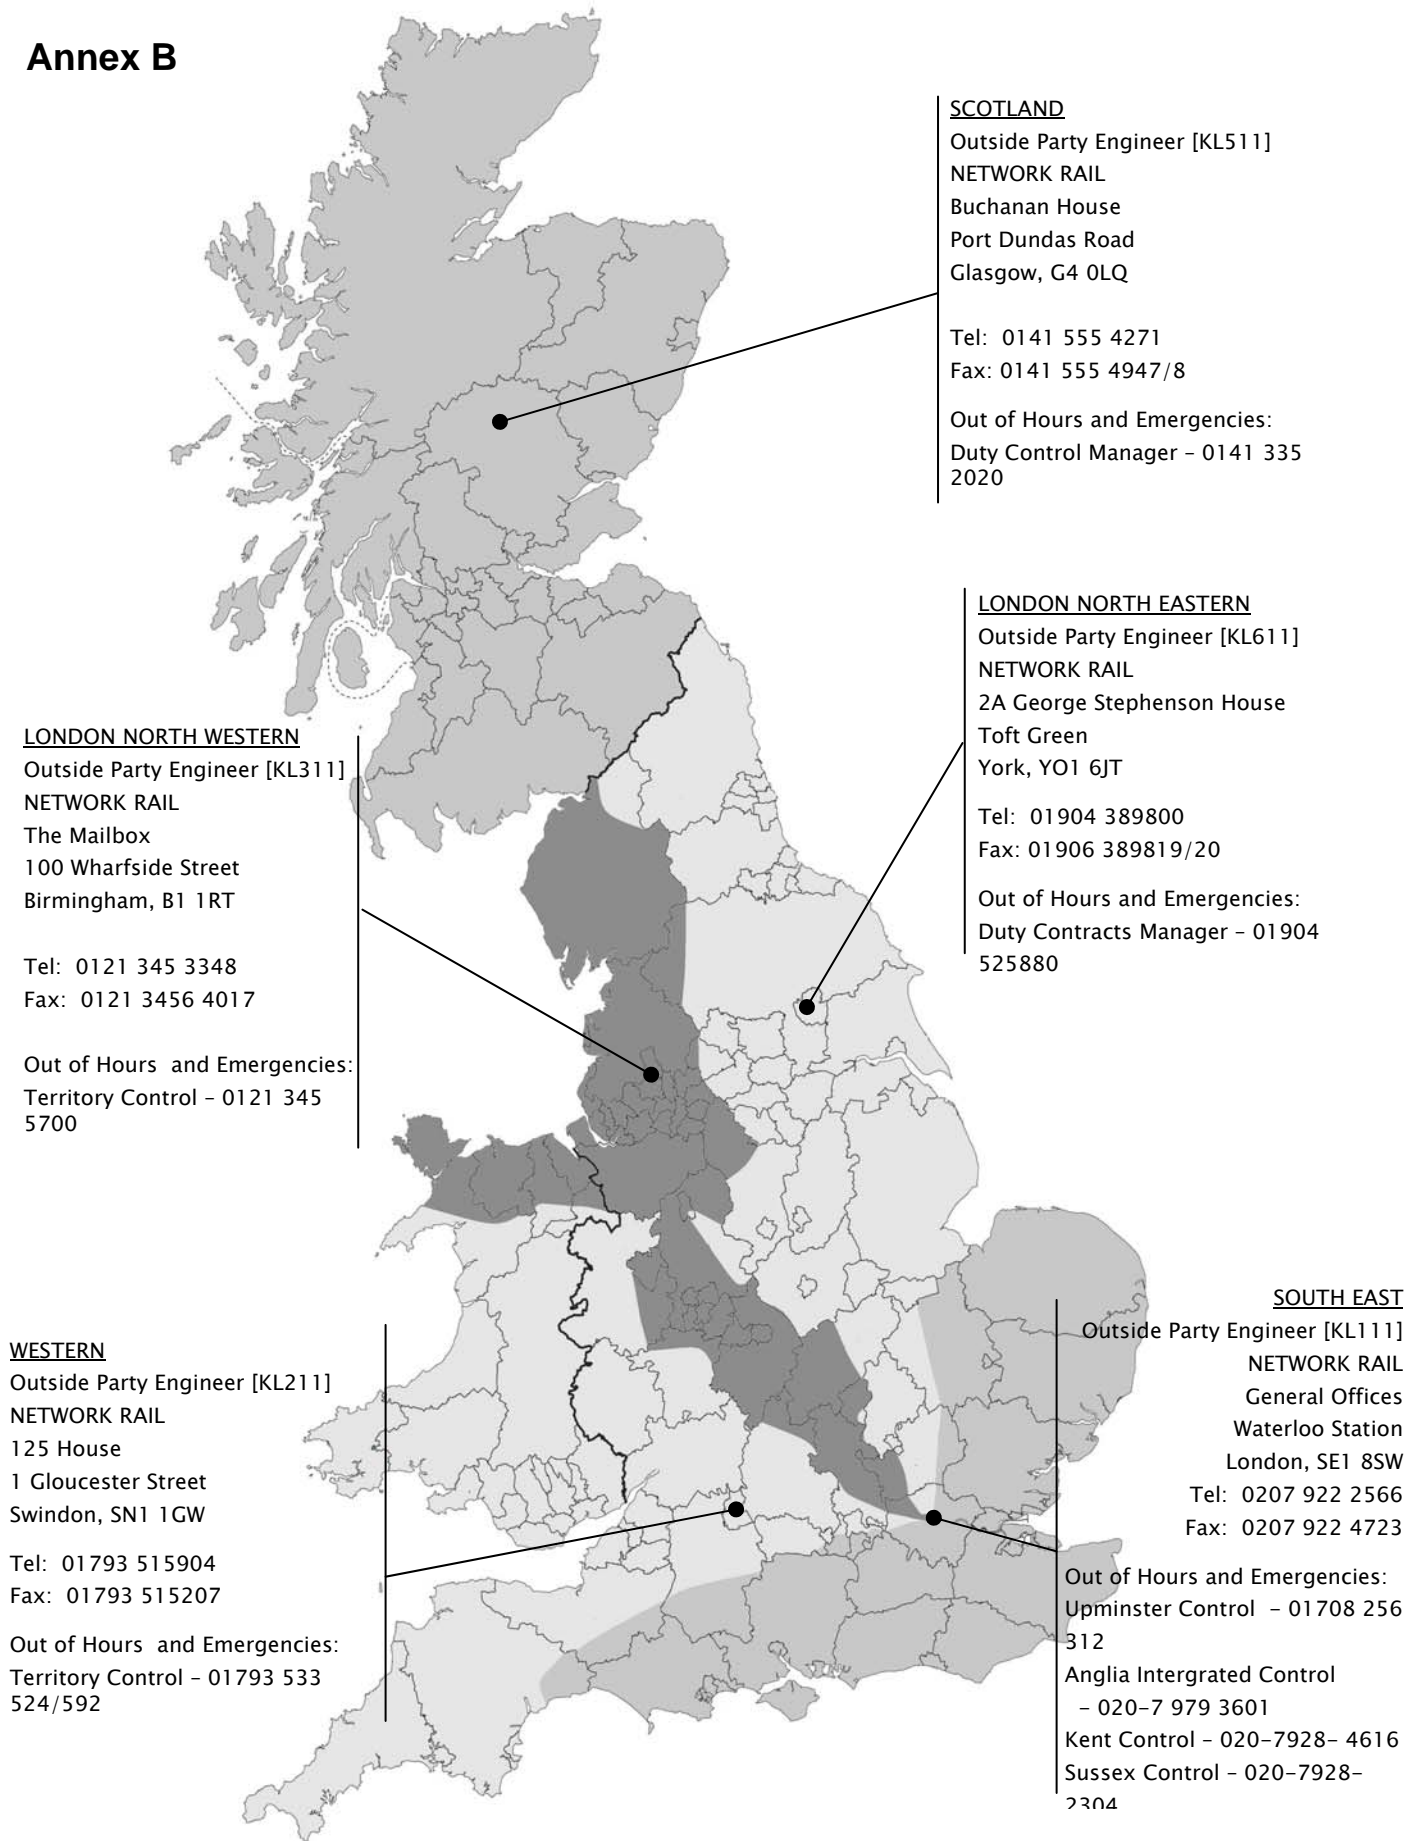 Annex B
SCOTLAND
Outside Party Engineer [KL511]
NETWORK RAIL
Buchanan House
Port Dundas Road
Glasgow, G4 0LQ
Tel: 0141 555 4271
Fax: 0141 555 4947/8
Out of Hours and Emergencies:
Duty Control Manager – 0141 335
2020
LONDON NORTH EASTERN
Outside Party Engineer [KL611]
NETWORK RAIL
2A George Stephenson House
Toft Green
York, YO1 6JT
Tel: 01904 389800
Fax: 01906 389819/20
Out of Hours and Emergencies:
Duty Contracts Manager – 01904
525880
LONDON NORTH WESTERN
Outside Party Engineer [KL311]
NETWORK RAIL
The Mailbox
100 Wharfside Street
Birmingham, B1 1RT
Tel: 0121 345 3348
Fax: 0121 3456 4017
Out of Hours and Emergencies:
Territory Control – 0121 345
5700
WESTERN
Outside Party Engineer [KL211]
NETWORK RAIL
125 House
1 Gloucester Street
Swindon, SN1 1GW
Tel: 01793 515904
Fax: 01793 515207
Out of Hours and Emergencies:
Territory Control – 01793 533
524/592
SOUTH EAST
Outside Party Engineer [KL111]
NETWORK RAIL
General Offices
Waterloo Station
London, SE1 8SW
Tel: 0207 922 2566
Fax: 0207 922 4723
Out of Hours and Emergencies:
Upminster Control – 01708 256
312
Anglia Intergrated Control
– 020–7 979 3601
Kent Control – 020–7928– 4616
Sussex Control – 020–7928–
2304